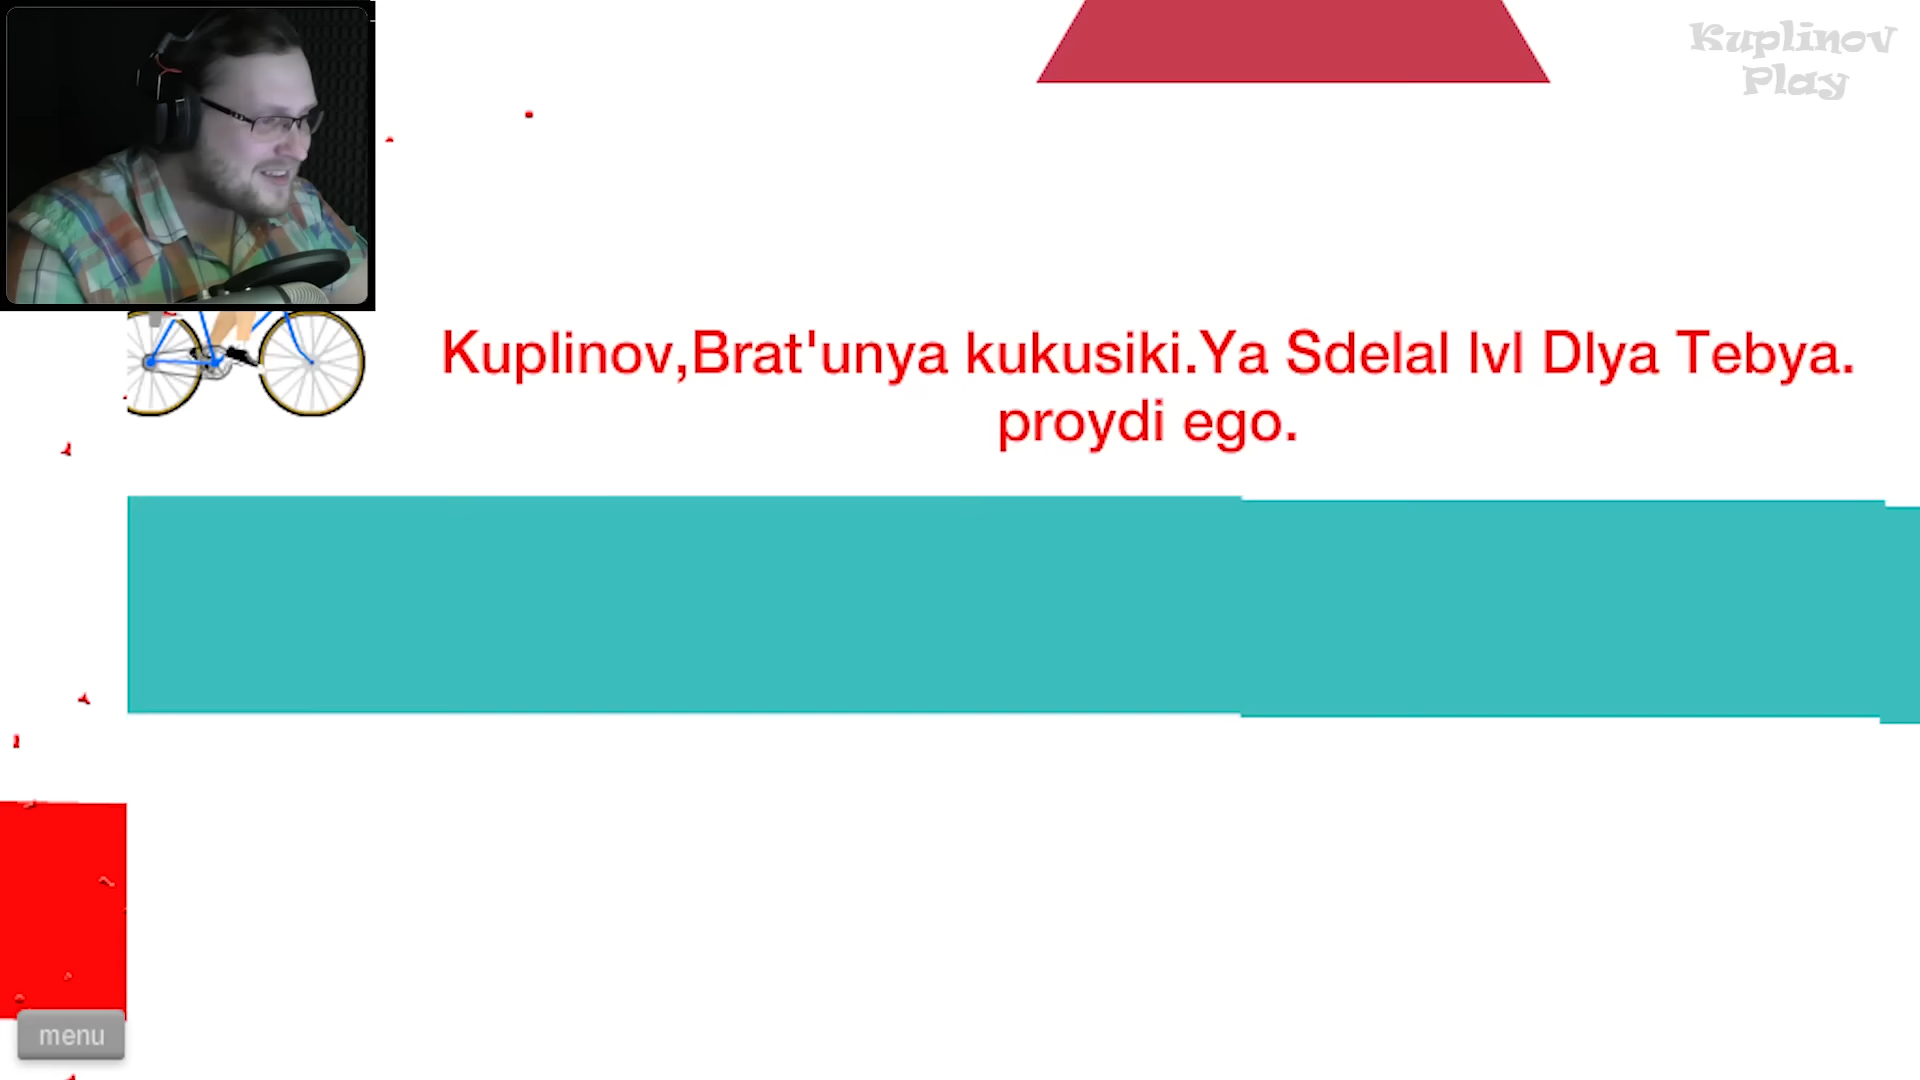 Kuplinov
Play
Kuplinov,Brat'unya kukusiki.Ya Sdelal lvl Dlya Tebya.
proydi ego.
menu